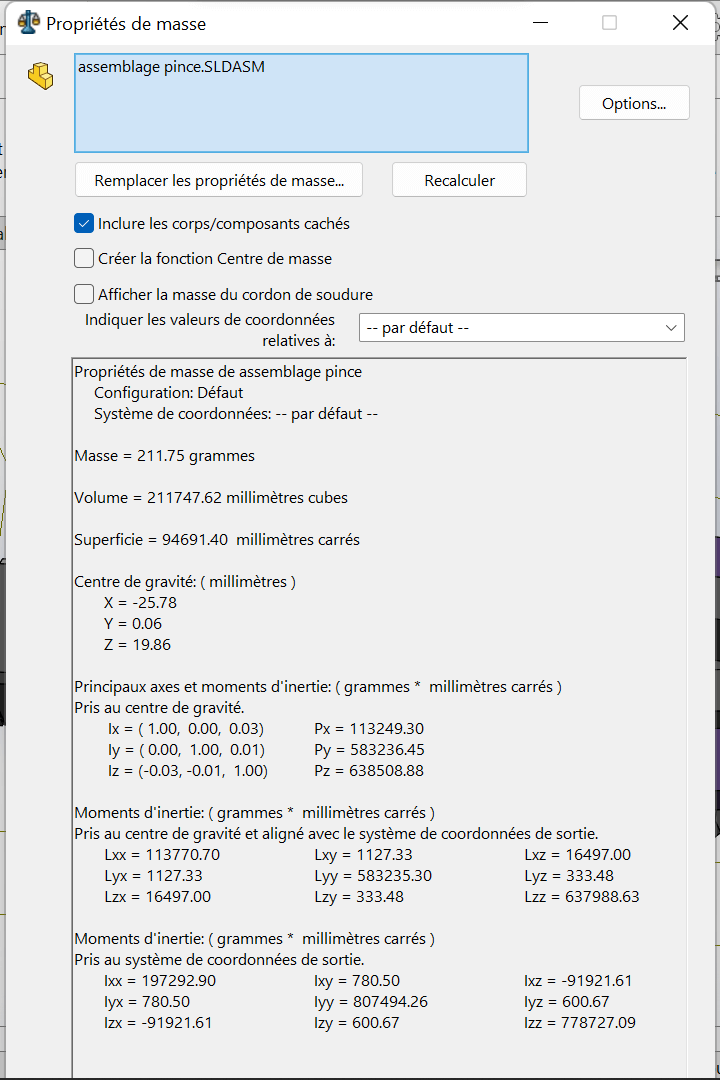 Propriétés de masse
assemblage pince.SLDASM
Options...
Remplacer les propriétés de masse...
Recalculer
Inclure les corps/composants cachés
Créer la fonction Centre de masse
Afficher la masse du cordon de soudure
Indiquer les valeurs de coordonnées
relatives à:
-- par défaut --
Propriétés de masse de assemblage pince
Configuration: Défaut
Système de coordonnées: -- par défaut --
Masse = 211.75 grammes
Volume = 211747.62 millimètres cubes
Superficie = 94691.40 millimètres carrés
Centre de gravité: ( millimètres )
X = -25.78
Y = 0.06
Z = 19.86
Principaux axes et moments d'inertie: ( grammes * millimètres carrés )
Pris au centre de gravité.
Ix = ( 1.00, 0.00, 0.03) Px = 113249.30
Iy = ( 0.00, 1.00, 0.01) Py = 583236.45
Iz = (-0.03, -0.01, 1.00) Pz = 638508.88
Moments d'inertie: ( grammes * millimètres carrés )
Pris au centre de gravité et aligné avec le système de coordonnées de sortie.
Lxx = 113770.70 Lxy = 1127.33 Lxz = 16497.00
Lyx = 1127.33 Lyy = 583235.30 Lyz = 333.48
Lzx = 16497.00 Lzy = 333.48 Lzz = 637988.63
Moments d'inertie: ( grammes * millimètres carrés )
Pris au système de coordonnées de sortie.
Ixx = 197292.90 Ixy = 780.50 Ixz = -91921.61
Iyx = 780.50 Iyy = 807494.26 Iyz = 600.67
Izx = -91921.61 Izy = 600.67 Izz = 778727.09